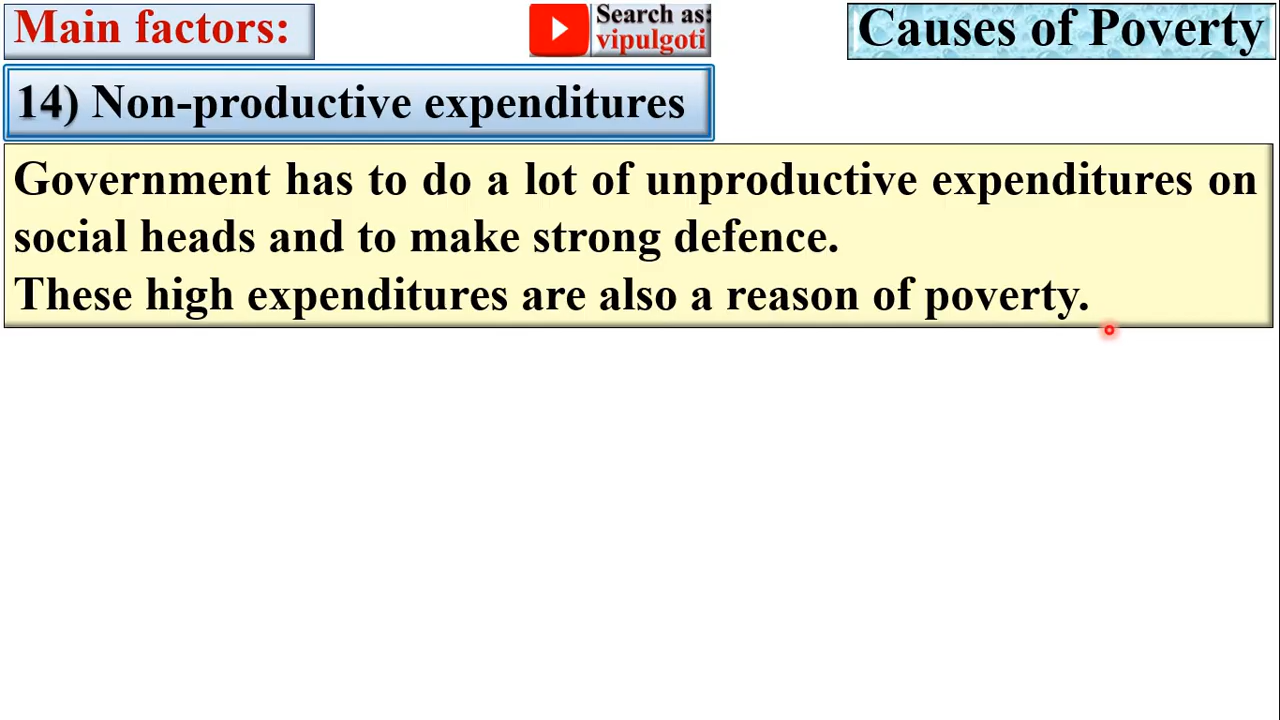 Main factors:
Search as:
vipulgoti
Causes of Poverty
14) Non-productive expenditures
Government has to do a lot of unproductive expenditures on
social heads and to make strong defence.
These high expenditures are also a reason of poverty.